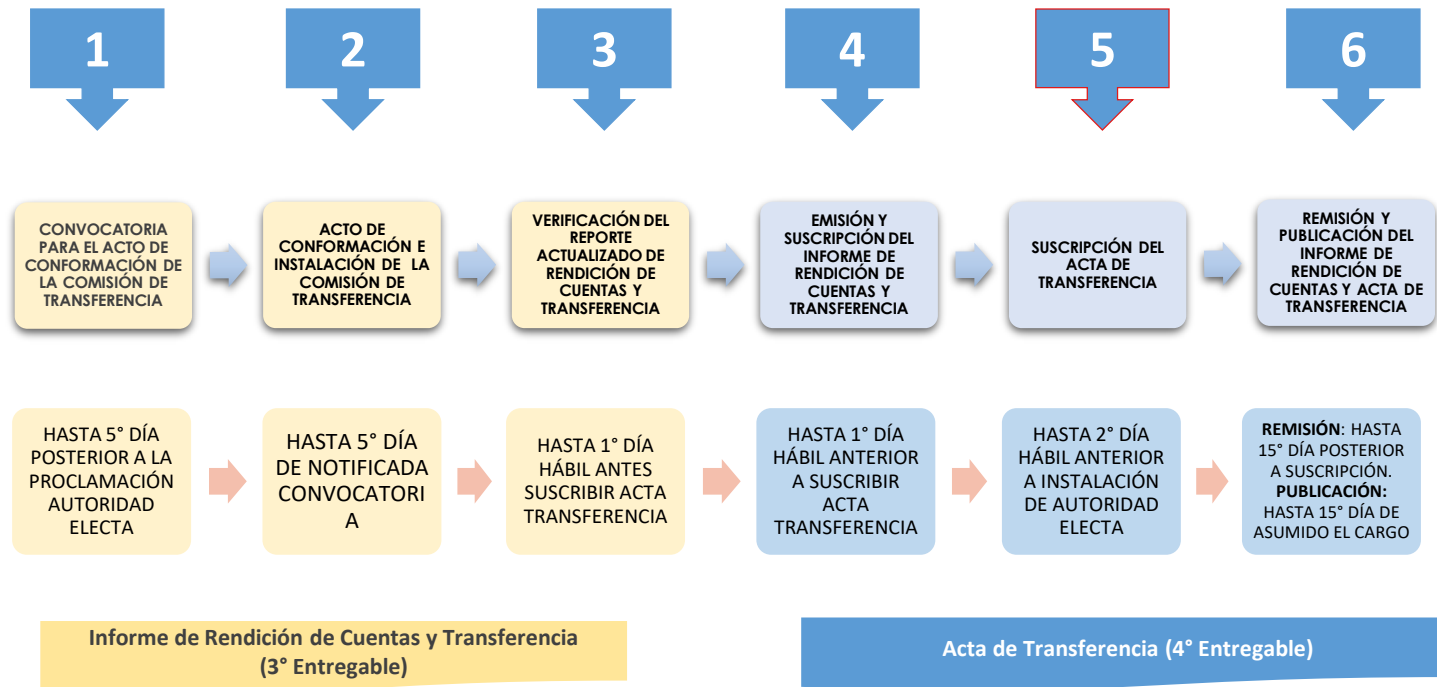 1
2
3
4
5
6
CONVOCATORIA
PARA EL ACTO DE
CONFORMACIÓN DE
LA COMISIÓN DE
TRANSFERENCIA
ACTO DE
CONFORMACIÓN E
INSTALACIÓN DE LA
COMISIÓN DE
TRANSFERENCIA
VERIFICACIÓN DEL
REPORTE
ACTUALIZADO DE
RENDICIÓN DE
CUENTAS Y
TRANSFERENCIA
EMISIÓN Y
SUSCRIPCIÓN DEL
INFORME DE
RENDICIÓN DE
CUENTAS Y
TRANSFERENCIA
SUSCRIPCIÓN DEL
ACTA DE
TRANSFERENCIA
REMISIÓN Y
PUBLICACIÓN DEL
INFORME DE
RENDICIÓN DE
CUENTAS Y ACTA DE
TRANSFERENCIA
HASTA 5° DÍA
POSTERIOR A LA
PROCLAMACIÓN
AUTORIDAD
ELECTA
HASTA 5° DÍA
DE NOTIFICADA
CONVOCATORI
A
HASTA 1° DÍA
HÁBIL ANTES
SUSCRIBIR ACTA
TRANSFERENCIA
HASTA 1° DÍA
HÁBIL ANTERIOR
A SUSCRIBIR
ACTA
TRANSFERENCIA
HASTA 2° DÍA
HÁBIL ANTERIOR
A INSTALACIÓN
DE AUTORIDAD
ELECTA
REMISIÓN: HASTA
15° DÍA POSTERIOR
A SUSCRIPCIÓN.
PUBLICACIÓN:
HASTA 15° DÍA DE
ASUMIDO EL CARGO
Informe de Rendición de Cuentas y Transferencia
(3° Entregable)
Acta de Transferencia (4° Entregable)